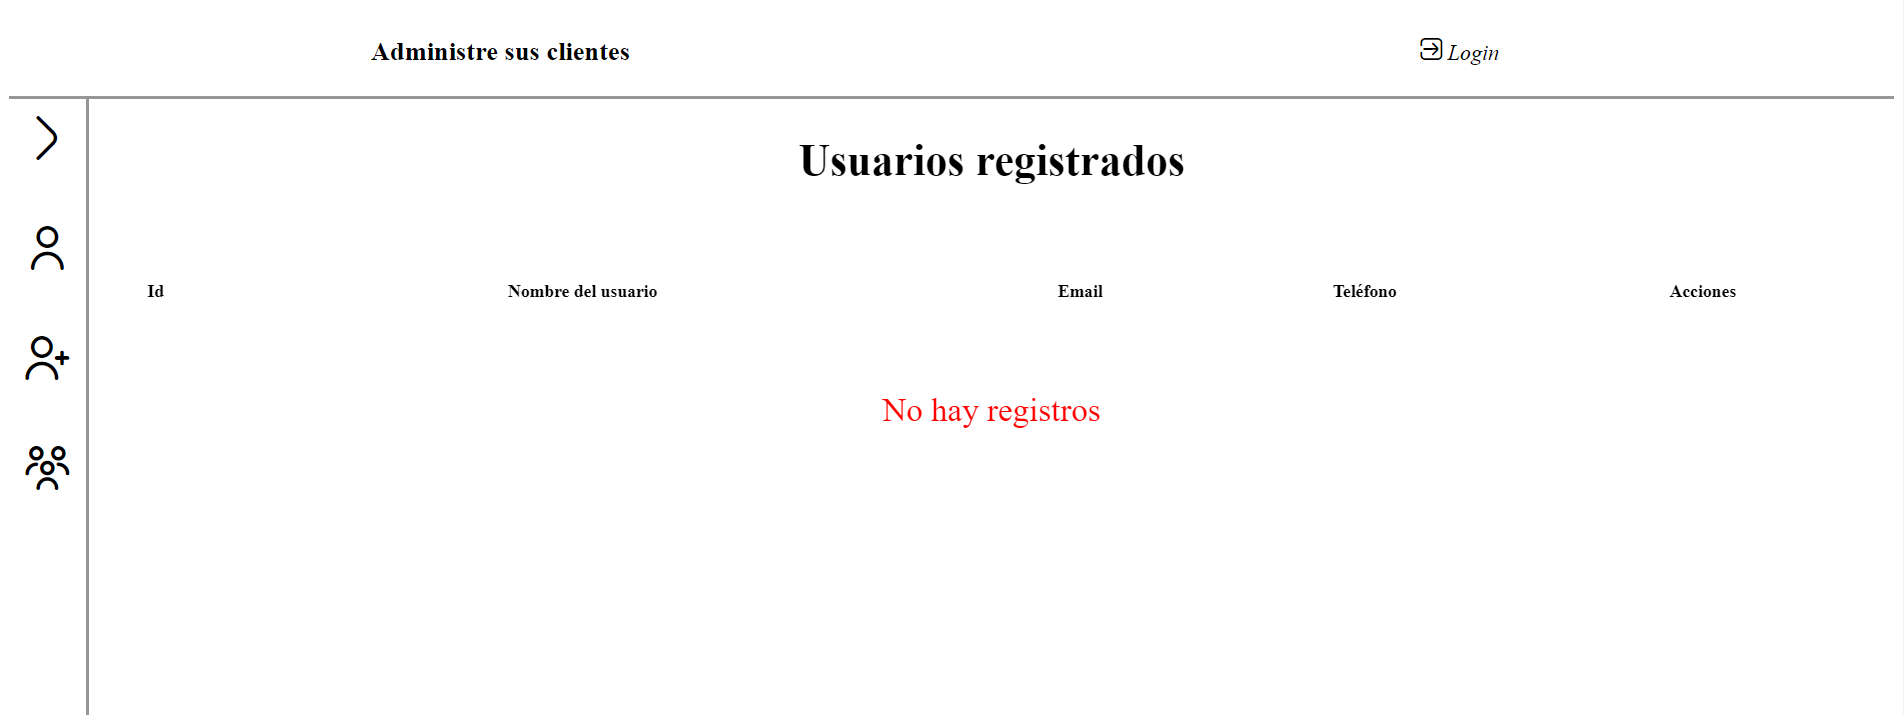 Administre sus clientes
Login
Usuarios registrados
Id Nombre del usuario Email Teléfono Acciones
No hay registros